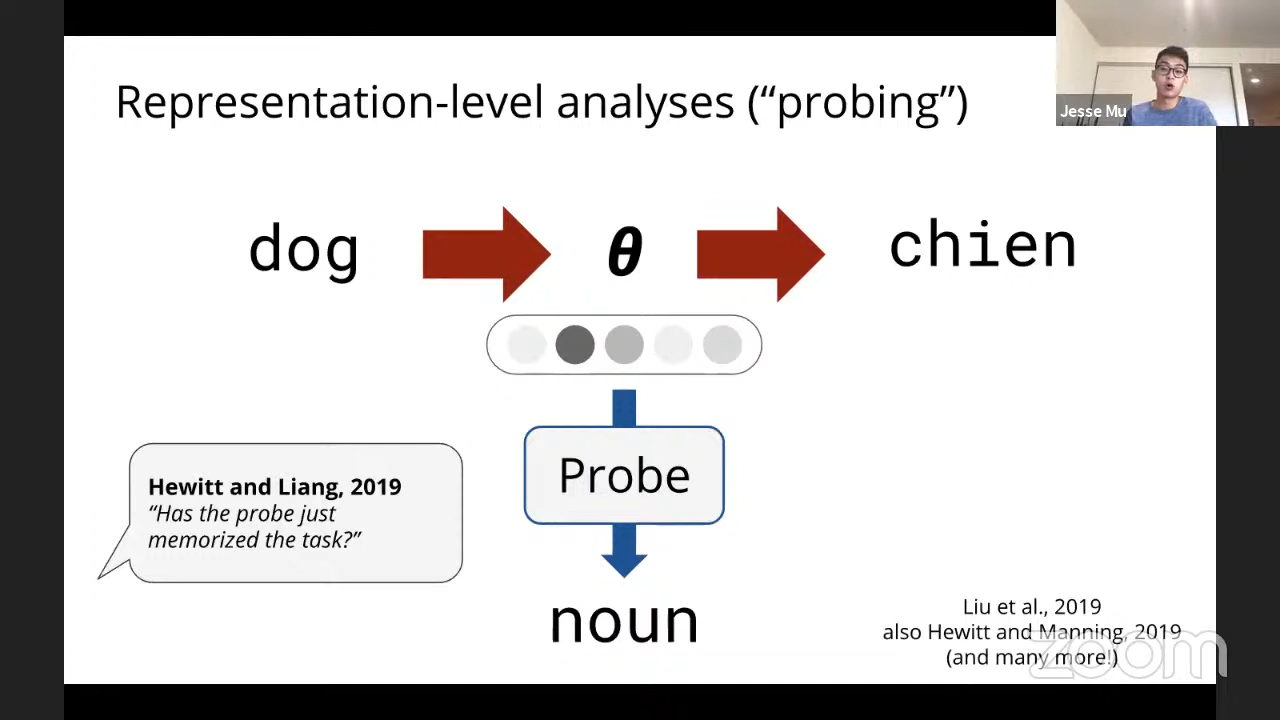 Representation-level analyses (“probing”)
Jesse Mu
dog
θ
chien
Probe
Hewitt and Liang, 2019
“Has the probe just
memorized the task?”
noun
Liu et al., 2019
also Hewitt and Manning, 2019
(and many more!)
zoom